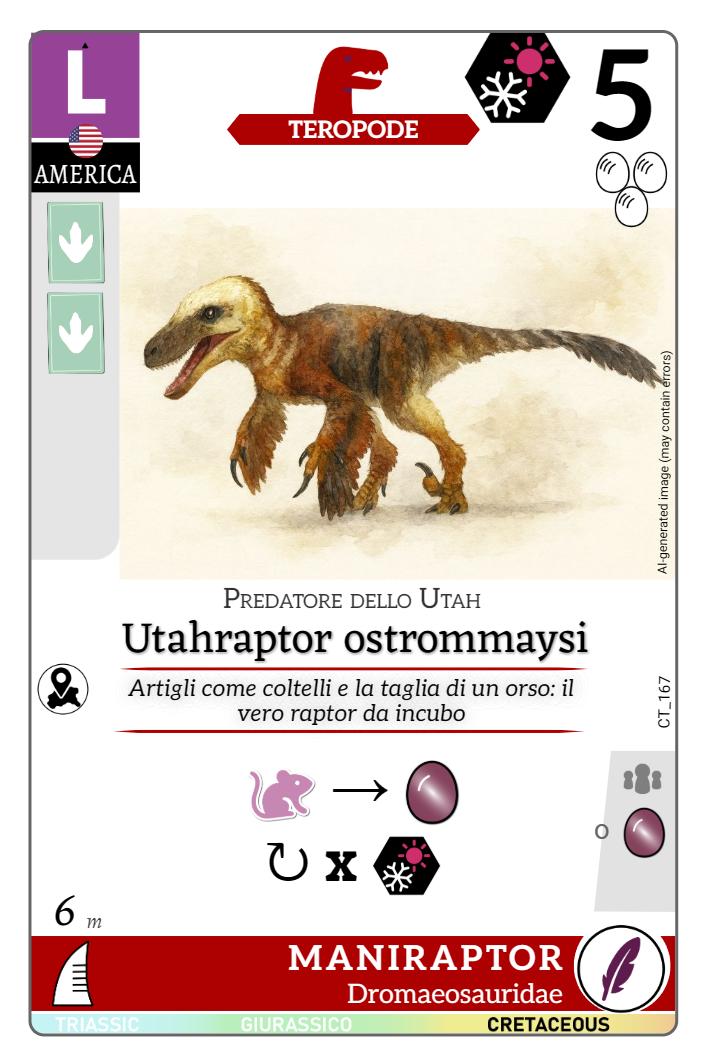 L
AMERICA
TEROPODE
5
AI-generated image (may contain errors)
PREDATORE DELLO UTAH
Utahraptor ostrommaysi
Artigli come coltelli e la taglia di un orso: il
vero raptor da incubo
CT_167
o
x
6 m
MANIRAPTOR
Dromaeosauridae
TRIASSIC GIURASSICO CRETACEOUS